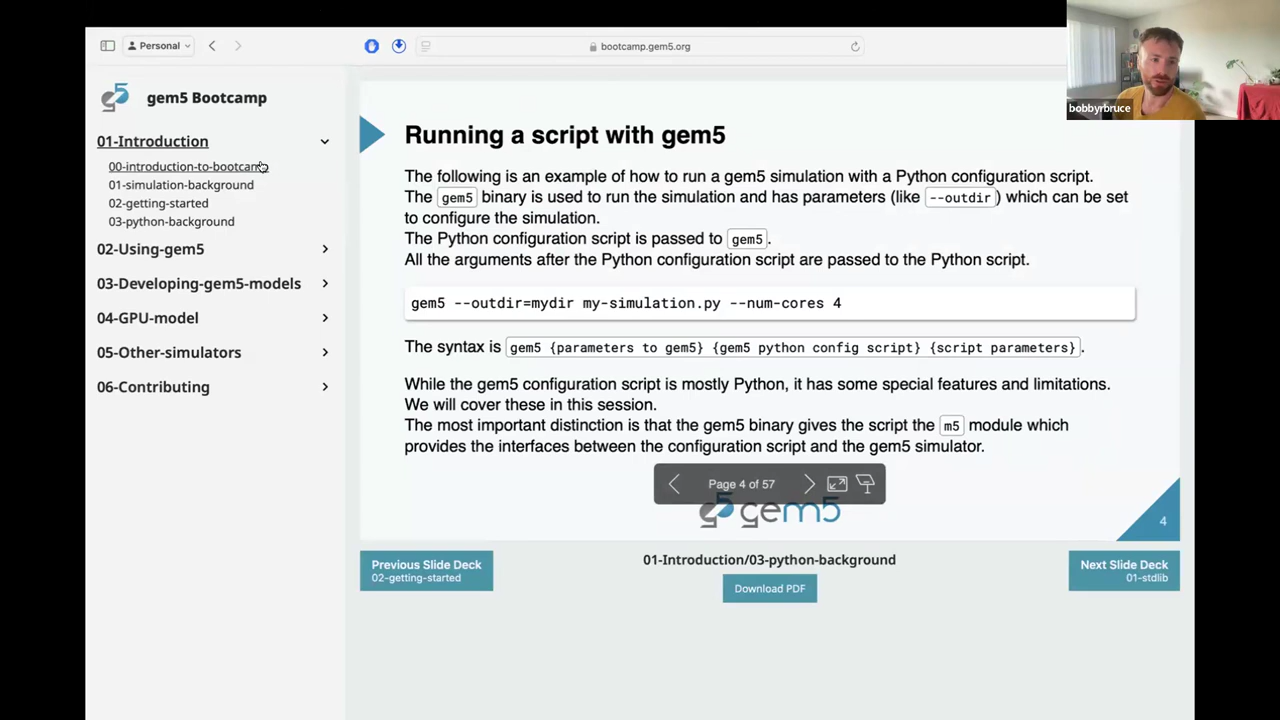 Personal
bootcamp.gem5.org
bobbyrbruce
gem5 Bootcamp
01-Introduction
00-introduction-to-bootcamp
01-simulation-background
02-getting-started
03-python-background
02-Using-gem5
03-Developing-gem5-models
04-GPU-model
05-Other-simulators
06-Contributing
Running a script with gem5
The following is an example of how to run a gem5 simulation with a Python configuration script.
The gem5 binary is used to run the simulation and has parameters (like --outdir) which can be set
to configure the simulation.
The Python configuration script is passed to gem5.
All the arguments after the Python configuration script are passed to the Python script.
gem5 --outdir=mydir my-simulation.py --num-cores 4
The syntax is gem5 {parameters to gem5} {gem5 python config script} {script parameters}.
While the gem5 configuration script is mostly Python, it has some special features and limitations.
We will cover these in this session.
The most important distinction is that the gem5 binary gives the script the m5 module which
provides the interfaces between the configuration script and the gem5 simulator.
Page 4 of 57
gem5
4
Previous Slide Deck
02-getting-started
01-Introduction/03-python-background
Download PDF
Next Slide Deck
01-stdlib